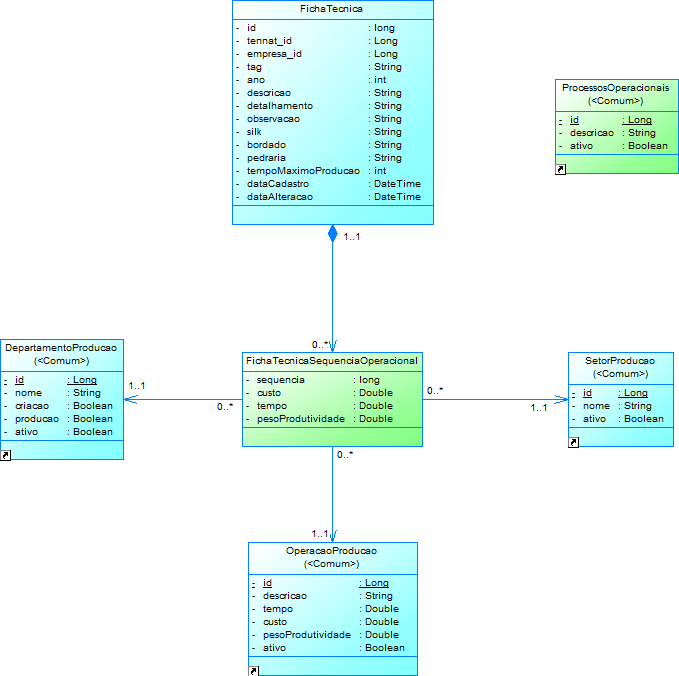 FichaTecnica
- id : long
- tennat_id : Long
- empresa_id : Long
- tag : String
- ano : int
- descricao : String
- detalhamento : String
- observacao : String
- silk : String
- bordado : String
- pedraria : String
- tempoMaximoProducao : int
- dataCadastro : DateTime
- dataAlteracao : DateTime
ProcessosOperacionais
(<Comum>)
- id : Long
- descricao : String
- ativo : Boolean
1..1
0..*
DepartamentoProducao
(<Comum>)
- id : Long
- nome : String
- criacao : Boolean
- producao : Boolean
- ativo : Boolean
1..1
0..*
FichaTecnicaSequenciaOperacional
- sequencia : long
- custo : Double
- tempo : Double
- pesoProdutividade : Double
0..*
1..1
SetorProducao
(<Comum>)
- id : Long
- nome : String
- ativo : Boolean
0..*
1..1
OperacaoProducao
(<Comum>)
- id : Long
- descricao : String
- tempo : Double
- custo : Double
- pesoProdutividade : Double
- ativo : Boolean